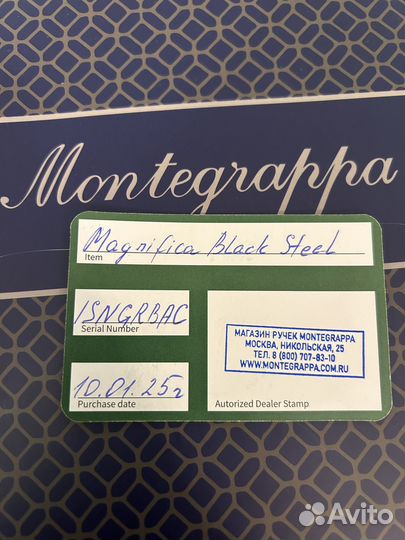 Montegrappa
Magnifica Black Steel
Item
ISNGRBAC
Serial Number
10.01.25г
Purchase date
МАГАЗИН РУЧЕК MONTEGRAPPA
МОСКВА, НИКОЛЬСКАЯ, 25
ТЕЛ. 8 (800) 707-83-10
WWW.MONTEGRAPPA.COM.RU
Autorized Dealer Stamp
Avito